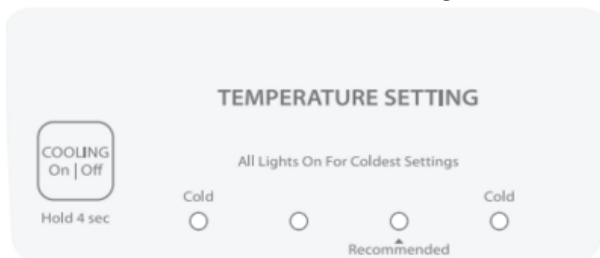 TEMPERATURE SETTING
COOLING
On | Off
All Lights On For Coldest Settings
Hold 4 sec
Cold
Cold
Recommended